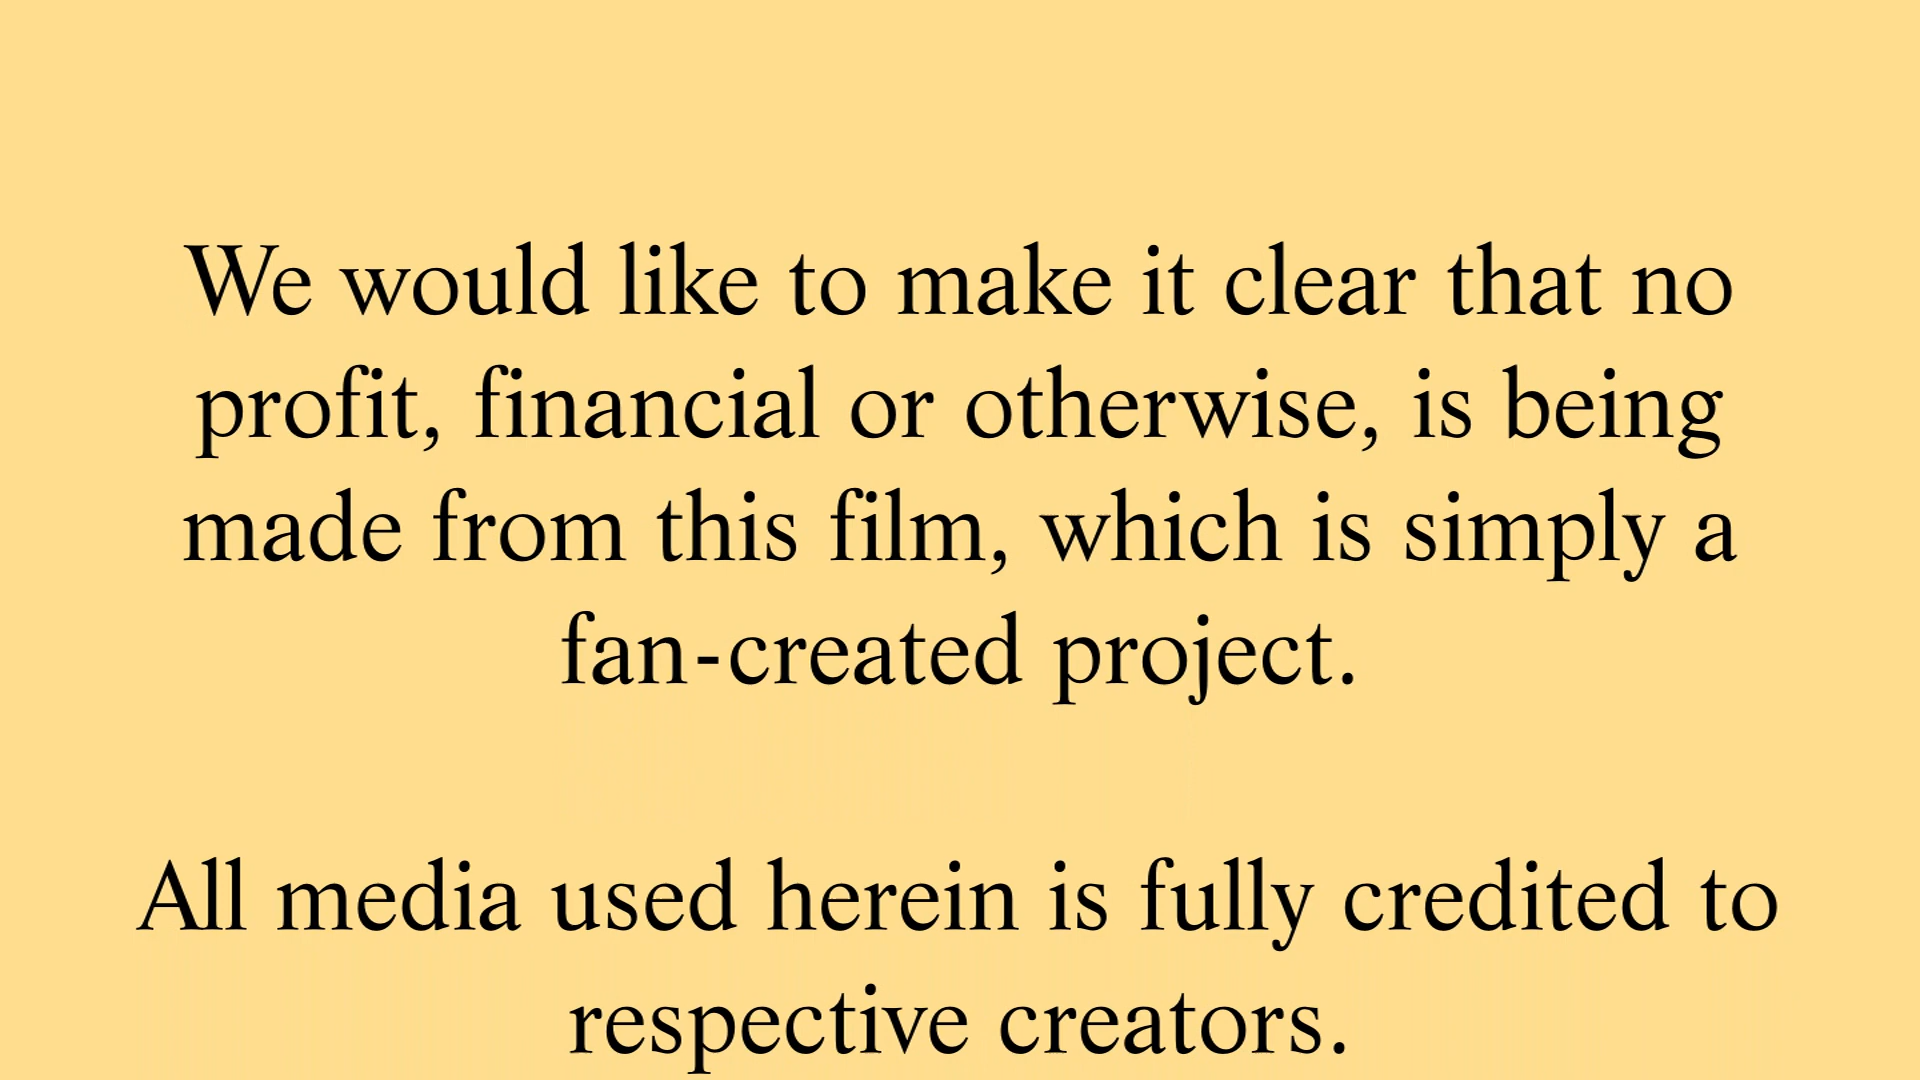 We would like to make it clear that no
profit, financial or otherwise, is being
made from this film, which is simply a
fan-created project.
All media used herein is fully credited to
respective creators.